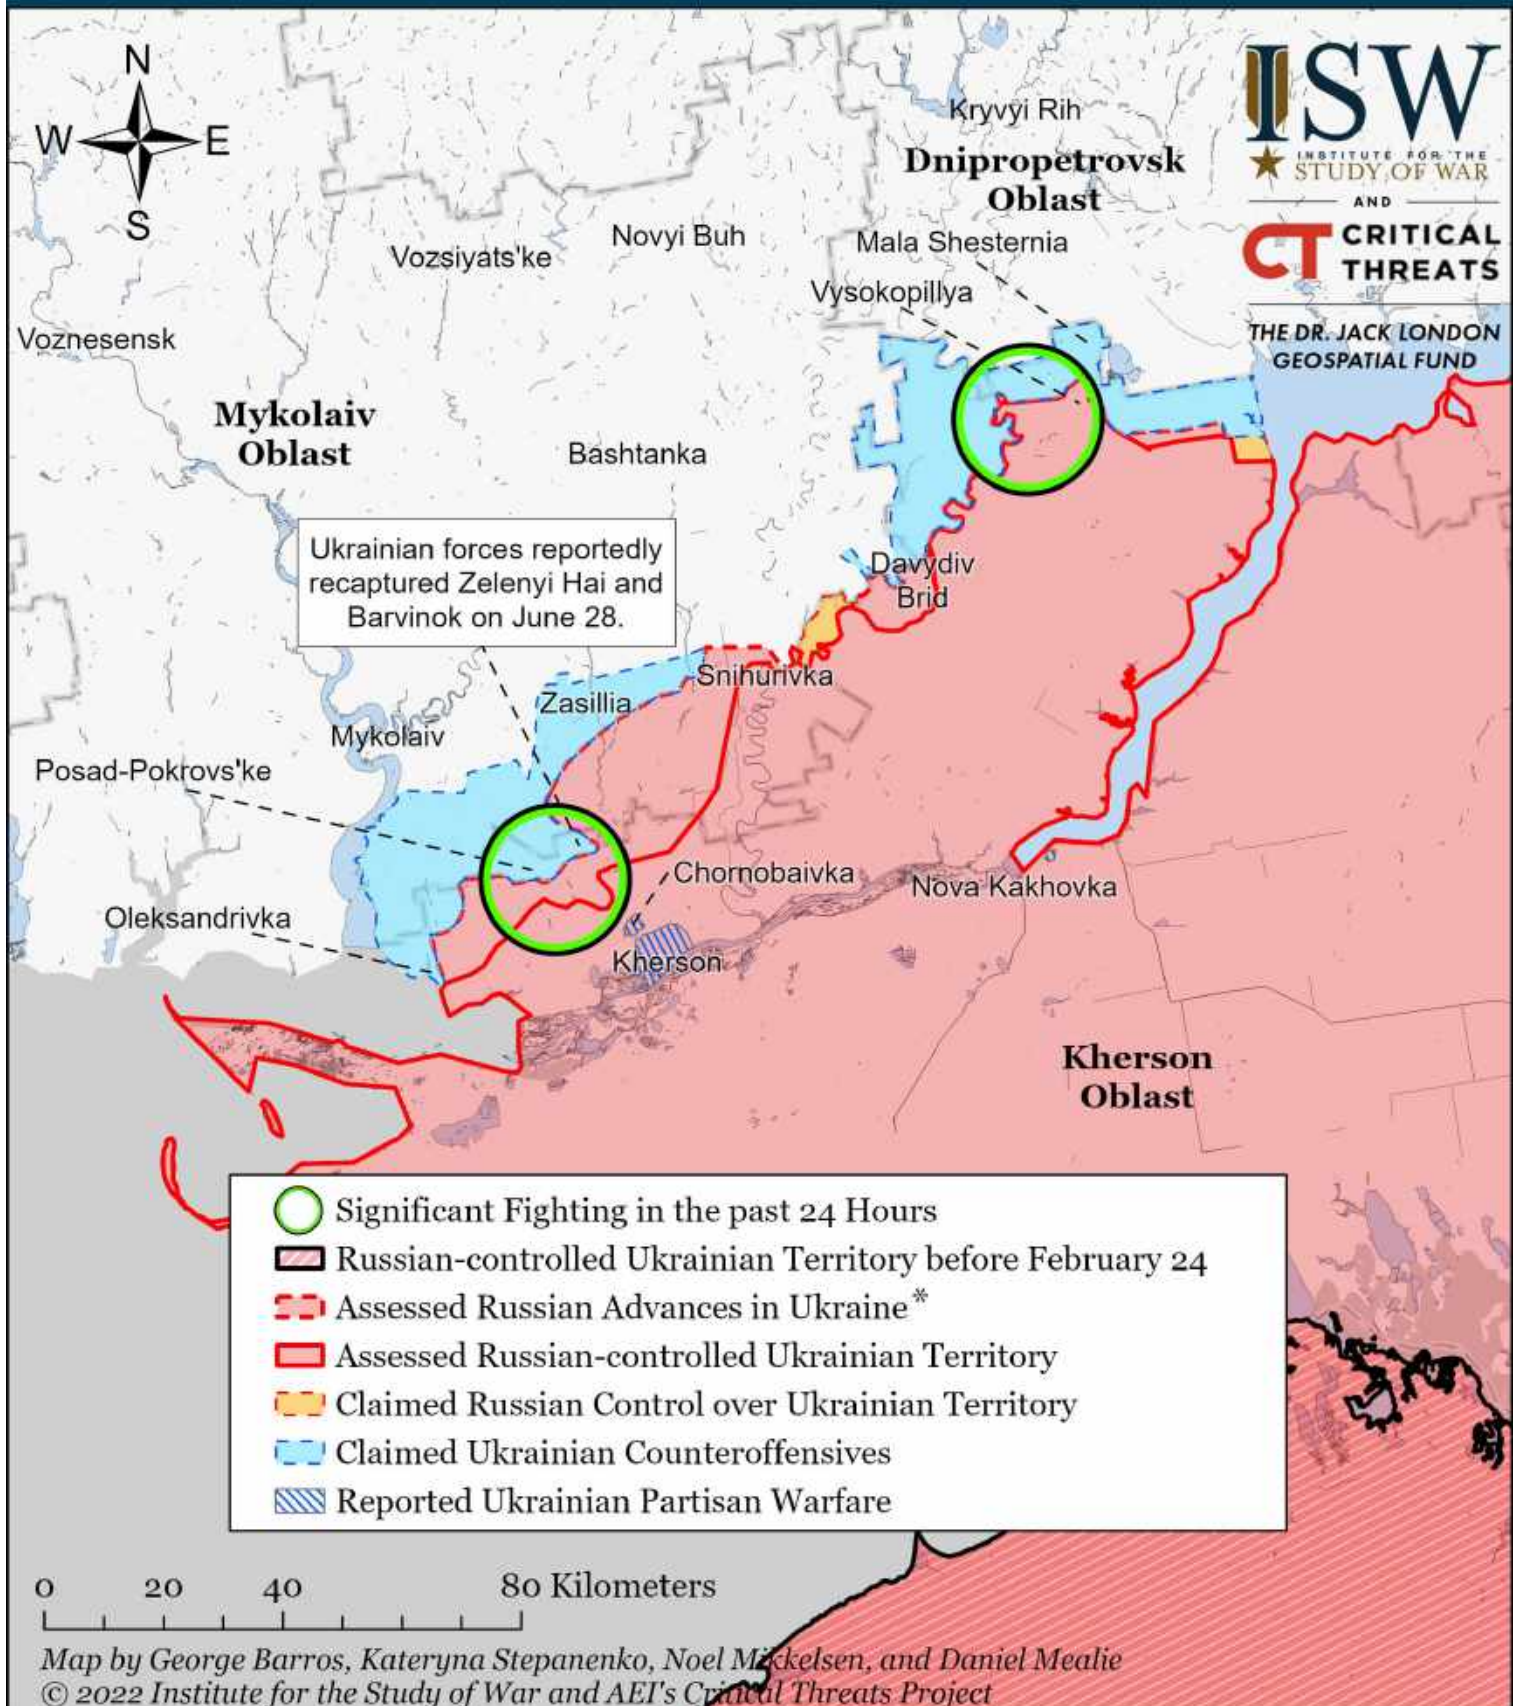 N
W
E
S
ISW
INSTITUTE FOR THE
STUDY OF WAR
AND
CT CRITICAL
THREATS
THE DR. JACK LONDON
GEOSPATIAL FUND
Kryvyi Rih
Dnipropetrovsk
Oblast
Novyi Buh
Mala Shesternia
Vozsiyats'ke
Vysokopillya
Voznesensk
Mykolaiv
Oblast
Bashtanka
Ukrainian forces reportedly
recaptured Zelenyi Hai and
Barvinok on June 28.
Davydiv
Brid
Snihurivka
Zasillia
Mykolaiv
Posad-Pokrovs'ke
Chornobaivka
Nova Kakhovka
Oleksandrivka
Kherson
Kherson
Oblast
Significant Fighting in the past 24 Hours
Russian-controlled Ukrainian Territory before February 24
Assessed Russian Advances in Ukraine*
Assessed Russian-controlled Ukrainian Territory
Claimed Russian Control over Ukrainian Territory
Claimed Ukrainian Counteroffensives
Reported Ukrainian Partisan Warfare
0 20 40 80 Kilometers
Map by George Barros, Kateryna Stepanenko, Noel Mikkelsen, and Daniel Mealie
© 2022 Institute for the Study of War and AEI's Critical Threats Project